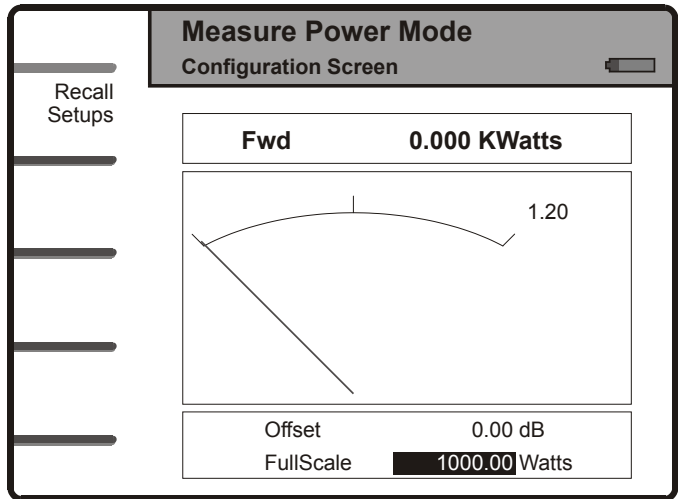 Measure Power Mode
Configuration Screen
Recall
Setups
Fwd 0.000 KWatts
1.20
Offset 0.00 dB
FullScale 1000.00 Watts